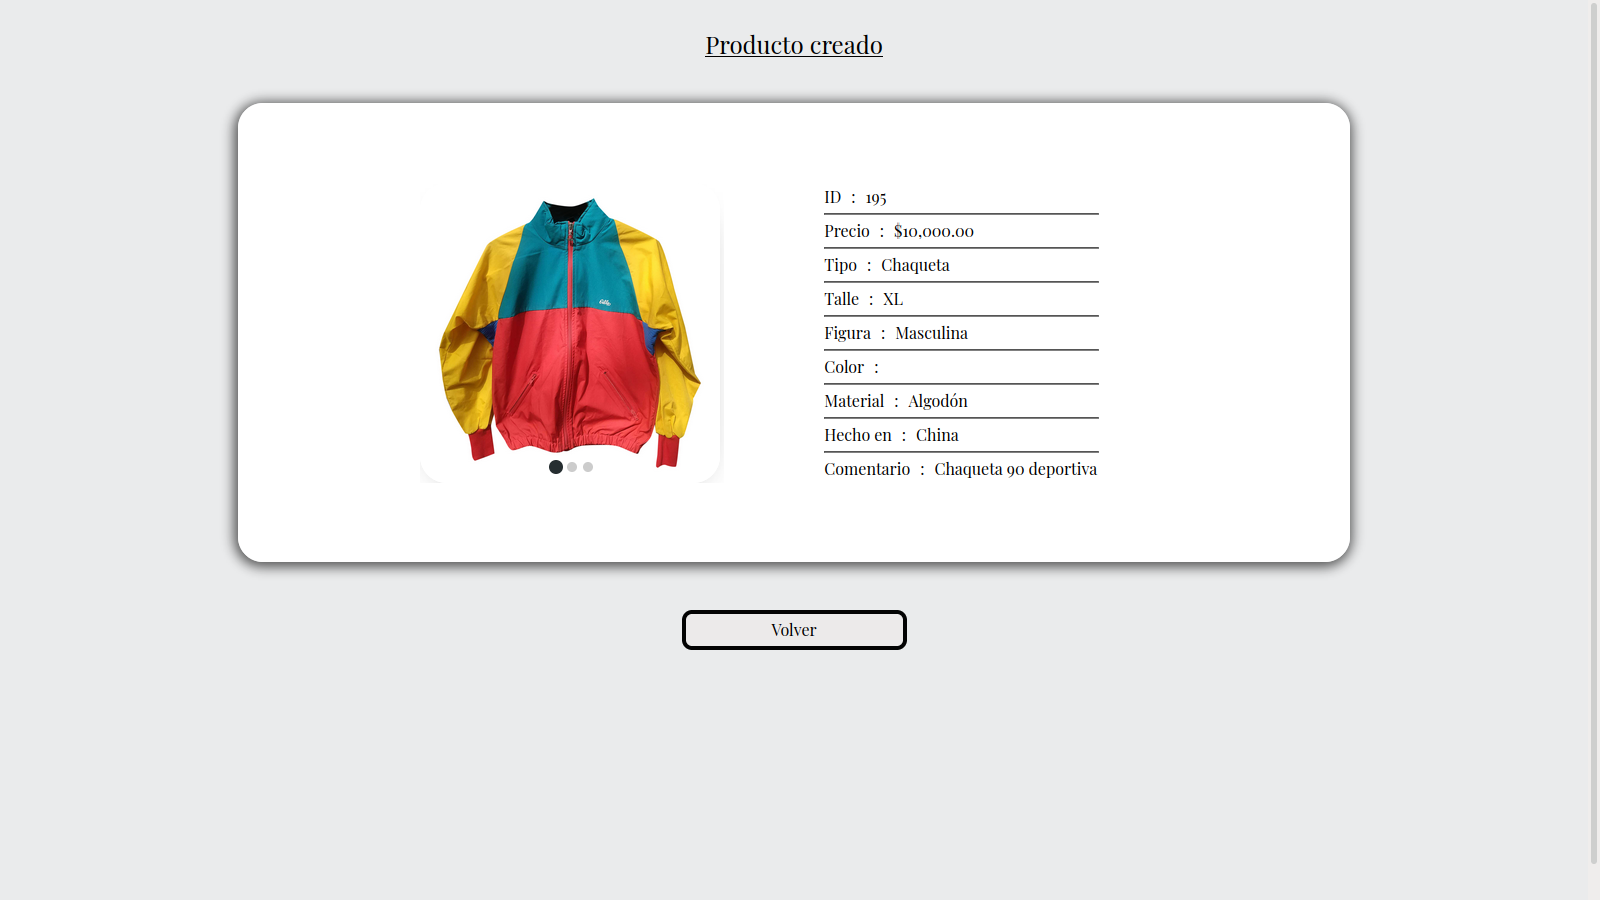 Producto creado
ID : 195
Precio : $10,000.00
Tipo : Chaqueta
Talle : XL
Figura : Masculina
Color :
Material : Algodón
Hecho en : China
Comentario : Chaqueta 90 deportiva
Volver